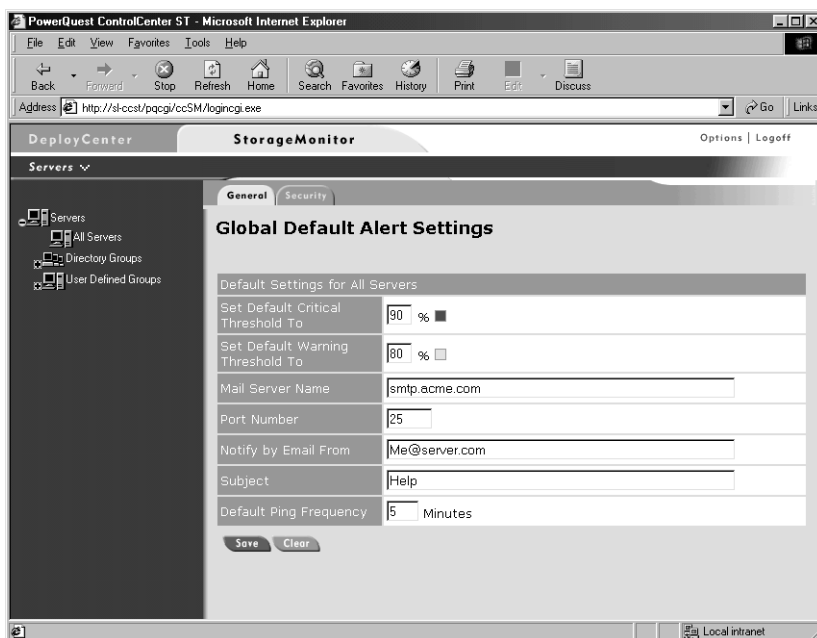 PowerQuest ControlCenter ST - Microsoft Internet Explorer
File Edit View Favorites Tools Help
Back Forward Stop Refresh Home Search Favorites History Print Edit Discuss
Address http://sl-ccst/pqcgi/ccSM/logincgi.exe Go Links
DeployCenter StorageMonitor Options | Logoff
Servers
General Security
Servers
All Servers
Directory Groups
User Defined Groups
Global Default Alert Settings
Default Settings for All Servers
Set Default Critical
Threshold To
90 %
Set Default Warning
Threshold To
80 %
Mail Server Name smtp.acme.com
Port Number 25
Notify by Email From Me@server.com
Subject Help
Default Ping Frequency 5 Minutes
Save Clear
Local intranet